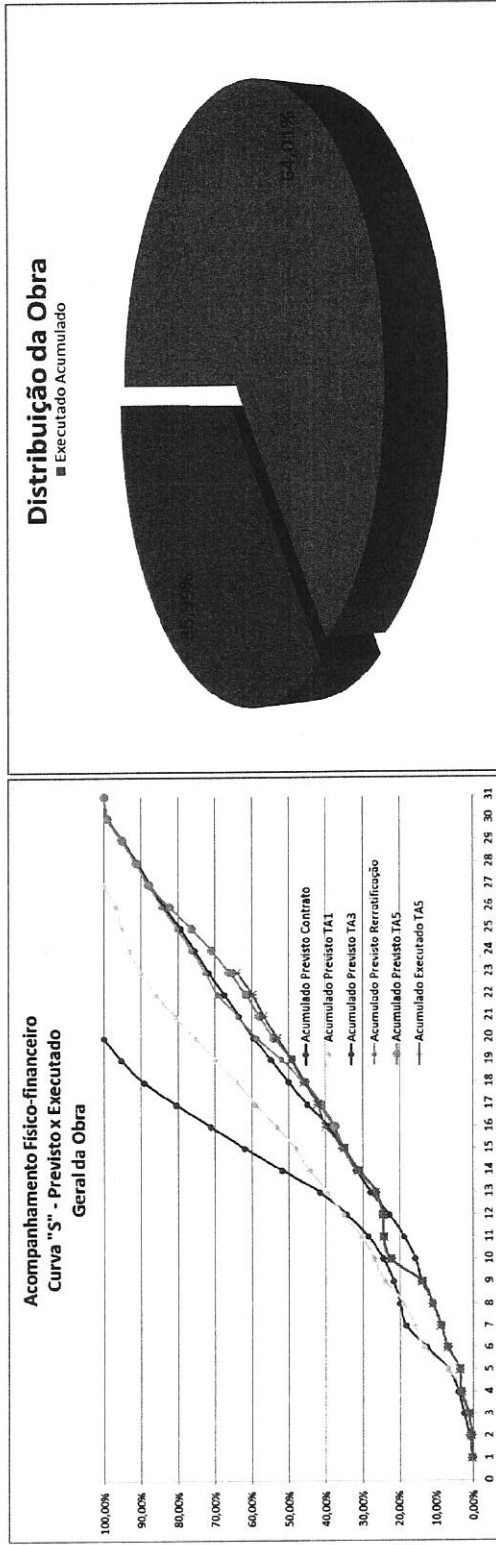 Acompanhamento Físico-financeiro
Curva "S" - Previsto x Executado
Geral da Obra
100,00%
90,00%
80,00%
70,00%
60,00%
50,00%
40,00%
30,00%
20,00%
10,00%
0,00%
0 1 2 3 4 5 6 7 8 9 10 11 12 13 14 15 16 17 18 19 20 21 22 23 24 25 26 27 28 29 30 31
Acumulado Previsto Contrato
Acumulado Previsto TA1
Acumulado Previsto TA3
Acumulado Previsto Rerratificação
Acumulado Previsto TA5
Acumulado Executado TA5
Distribuição da Obra
Executado Acumulado
35,99%
64,01%